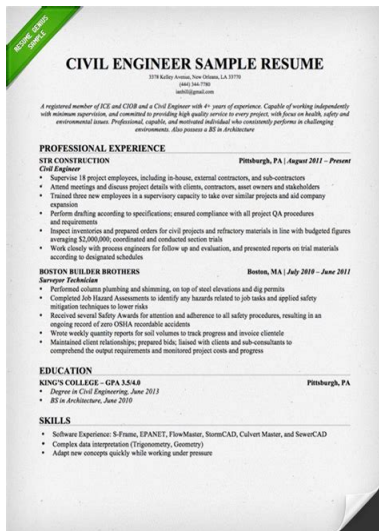 RESUME GENIUS
SAMPLE
CIVIL ENGINEER SAMPLE RESUME
3378 Kelley Avenue, New Orleans, LA 33770
(444) 344-7780
ianhill@gmail.com
A registered member of ICE and CIOB and a Civil Engineer with 4+ years of experience. Capable of working independently
with minimum supervision, and committed to providing high quality service to every project, with focus on health, safety and
environmental issues. Professional, capable, and motivated individual who consistently performs in challenging
environments. Also possess a BS in Architecture
PROFESSIONAL EXPERIENCE
STR CONSTRUCTION Pittsburgh, PA | August 2011 – Present
Civil Engineer
• Supervise 18 project employees, including in-house, external contractors, and sub-contractors
• Attend meetings and discuss project details with clients, contractors, asset owners and stakeholders
• Trained three new employees in a supervisory capacity to take over similar projects and aid company
expansion
• Perform drafting according to specifications; ensured compliance with all project QA procedures
and requirements
• Inspect inventories and prepared orders for civil projects and refractory materials in line with project budgets
averaging $2,000,000; coordinated and conducted section trials
• Work closely with process engineers for follow up and evaluation, and presented reports on trial materials
according to designated schedules
BOSTON BUILDER BROTHERS Boston, MA | July 2010 – June 2011
Surveyor Technician
• Performed column plumbing and shimming, on top of steel elevations and dig permits
• Completed Job Hazard Assessments to identify hazards related to job tasks and applied safety
mitigation techniques to lower risks
• Received several Safety Awards for attention and adherence to all safety procedures, resulting in an
ongoing record of zero OSHA recordable accidents
• Wrote weekly quantity reports for soil volumes to track progress and invoice clientele
• Maintained client relationships; prepared bids; liaised with clients and sub-consultants to
comprehend the output requirements and monitor project costs and progress
EDUCATION
KING'S COLLEGE – GPA 3.5/4.0 Pittsburgh, PA
• Degree in Civil Engineering, June 2013
• BS in Architecture, June 2010
SKILLS
• Software Experience: S-Frame, EPANET, FlowMaster, StormCAD, Culvert Master, and SewerCAD
• Complex data interpretation (Trigonometry, Geometry)
• Adapt new concepts quickly while working under pressure